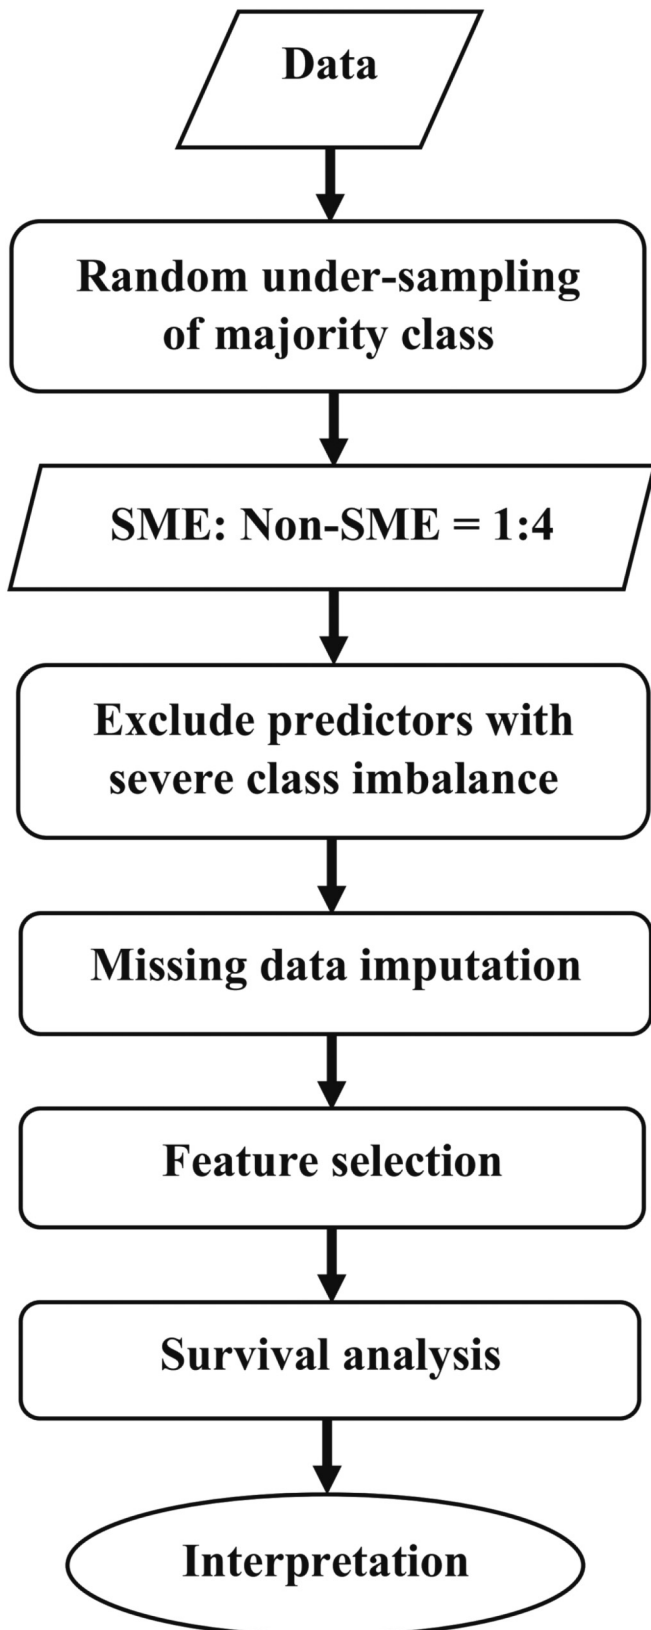 Data
Random under-sampling
of majority class
SME: Non-SME = 1:4
Exclude predictors with
severe class imbalance
Missing data imputation
Feature selection
Survival analysis
Interpretation